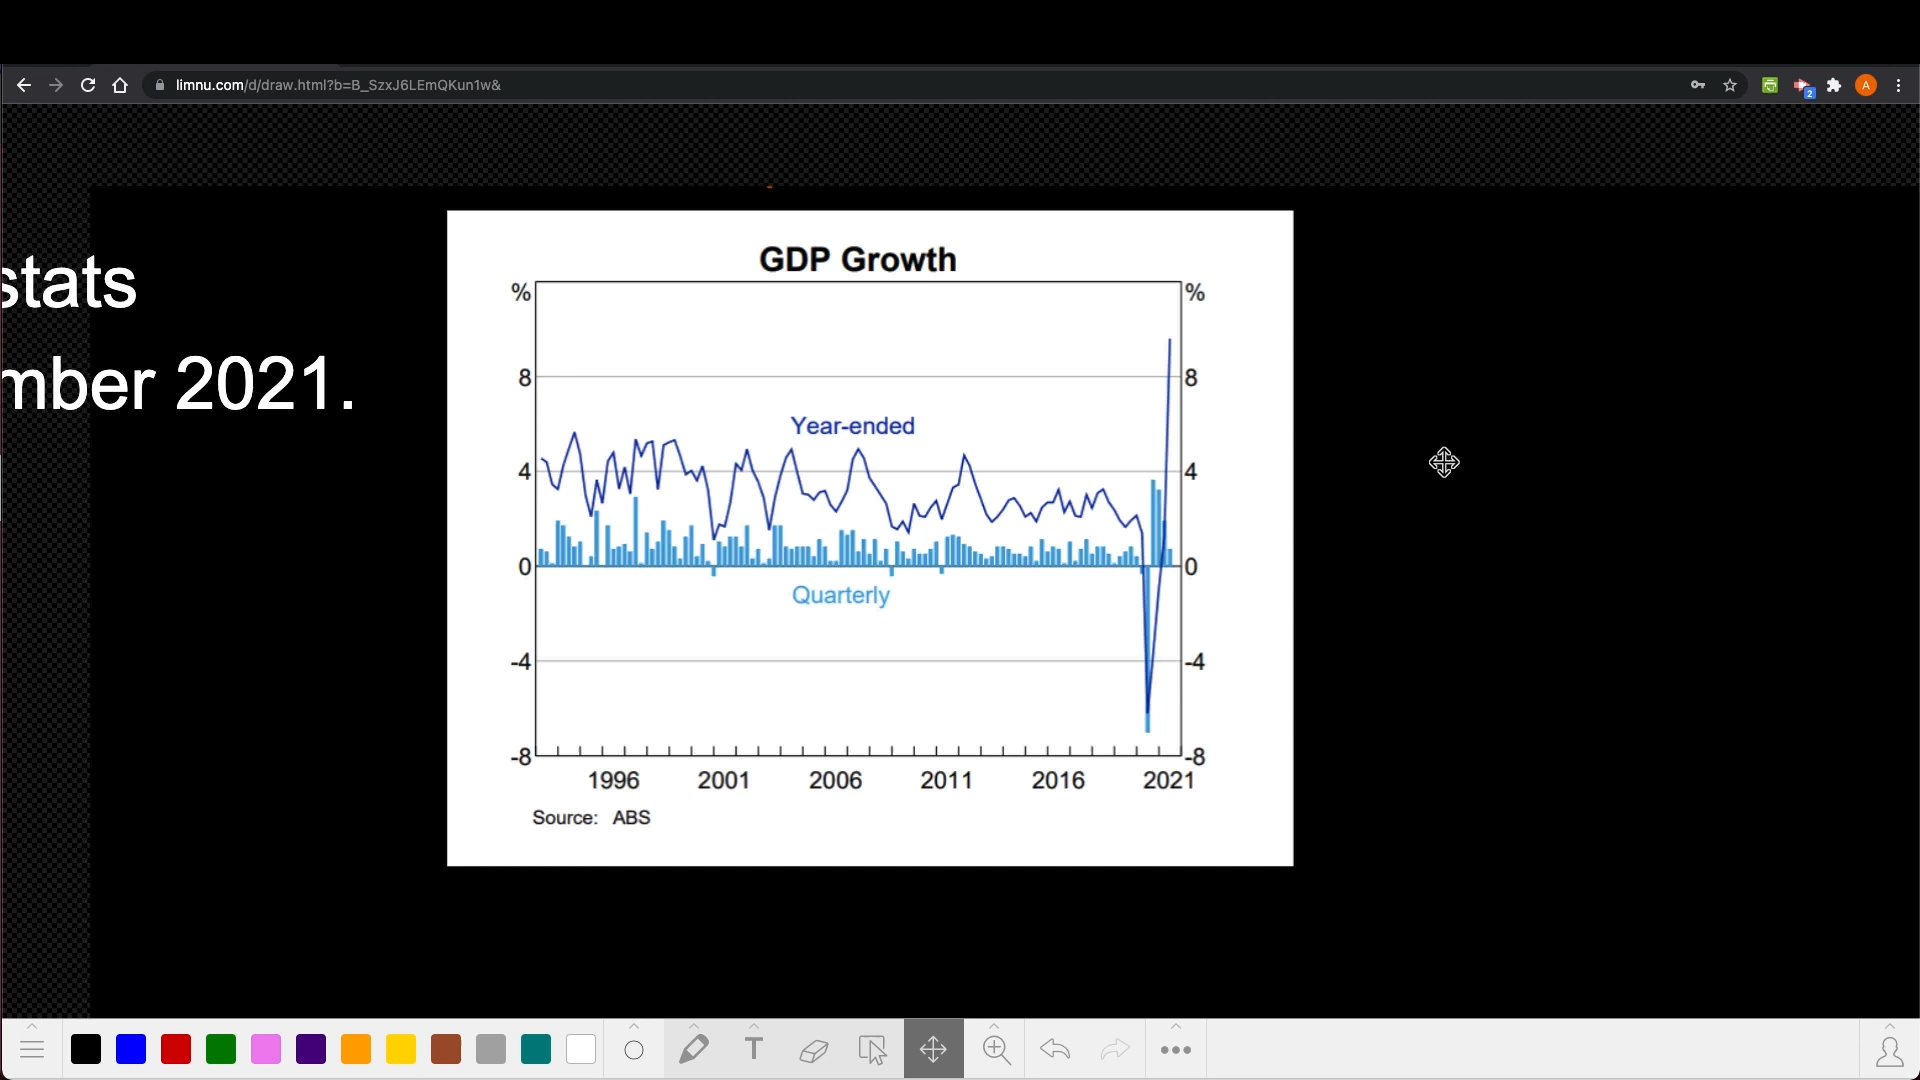 limnu.com/d/draw.html?b=B_SzxJ6LEmQKun1w&
2
A
stats
mber 2021.
GDP Growth
% %
8 8
Year-ended
4 4
0 0
Quarterly
-4 -4
-8 -8
1996 2001 2006 2011 2016 2021
Source: ABS
T